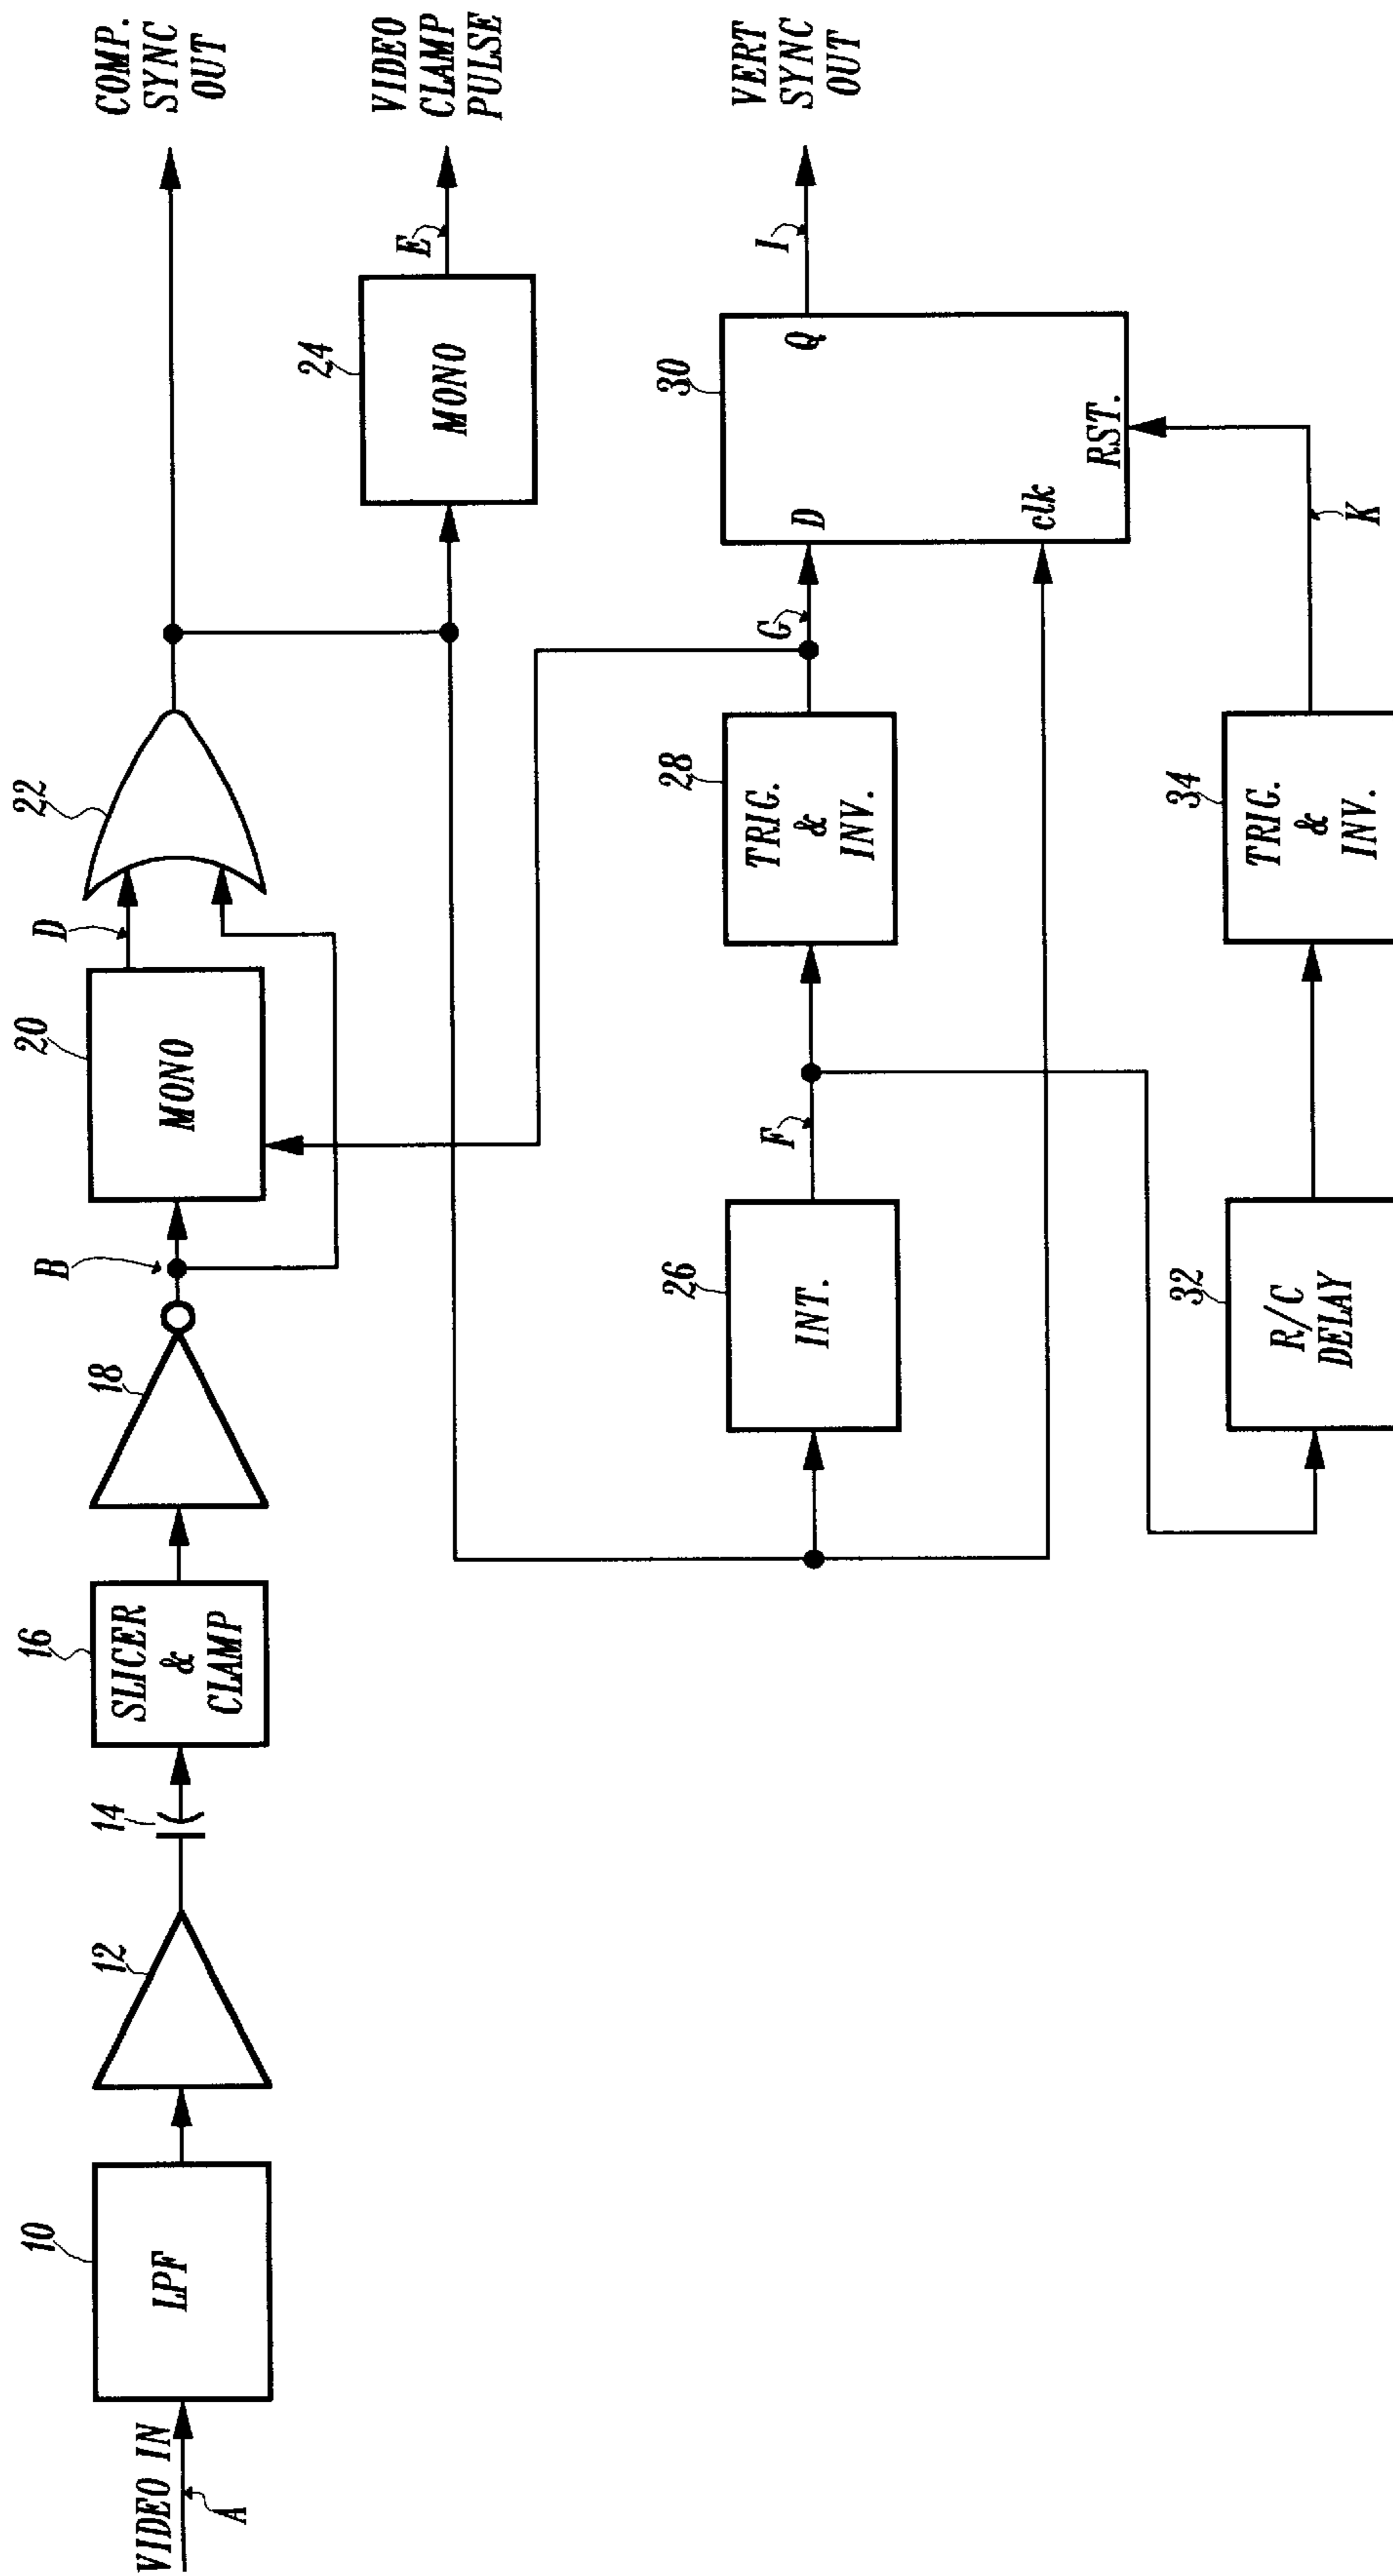 VIDEO IN
A
10
LPF
12
14
16
SLICER
&
CLAMP
18
B
20
MONO
D
22
COMP.
SYNC
OUT
24
MONO
E
VIDEO
CLAMP
PULSE
26
INT.
F
28
TRIG.
&
INV.
G
30
D
Q
clk
RST.
I
VERT
SYNC
OUT
32
R/C
DELAY
34
TRIG.
&
INV.
K